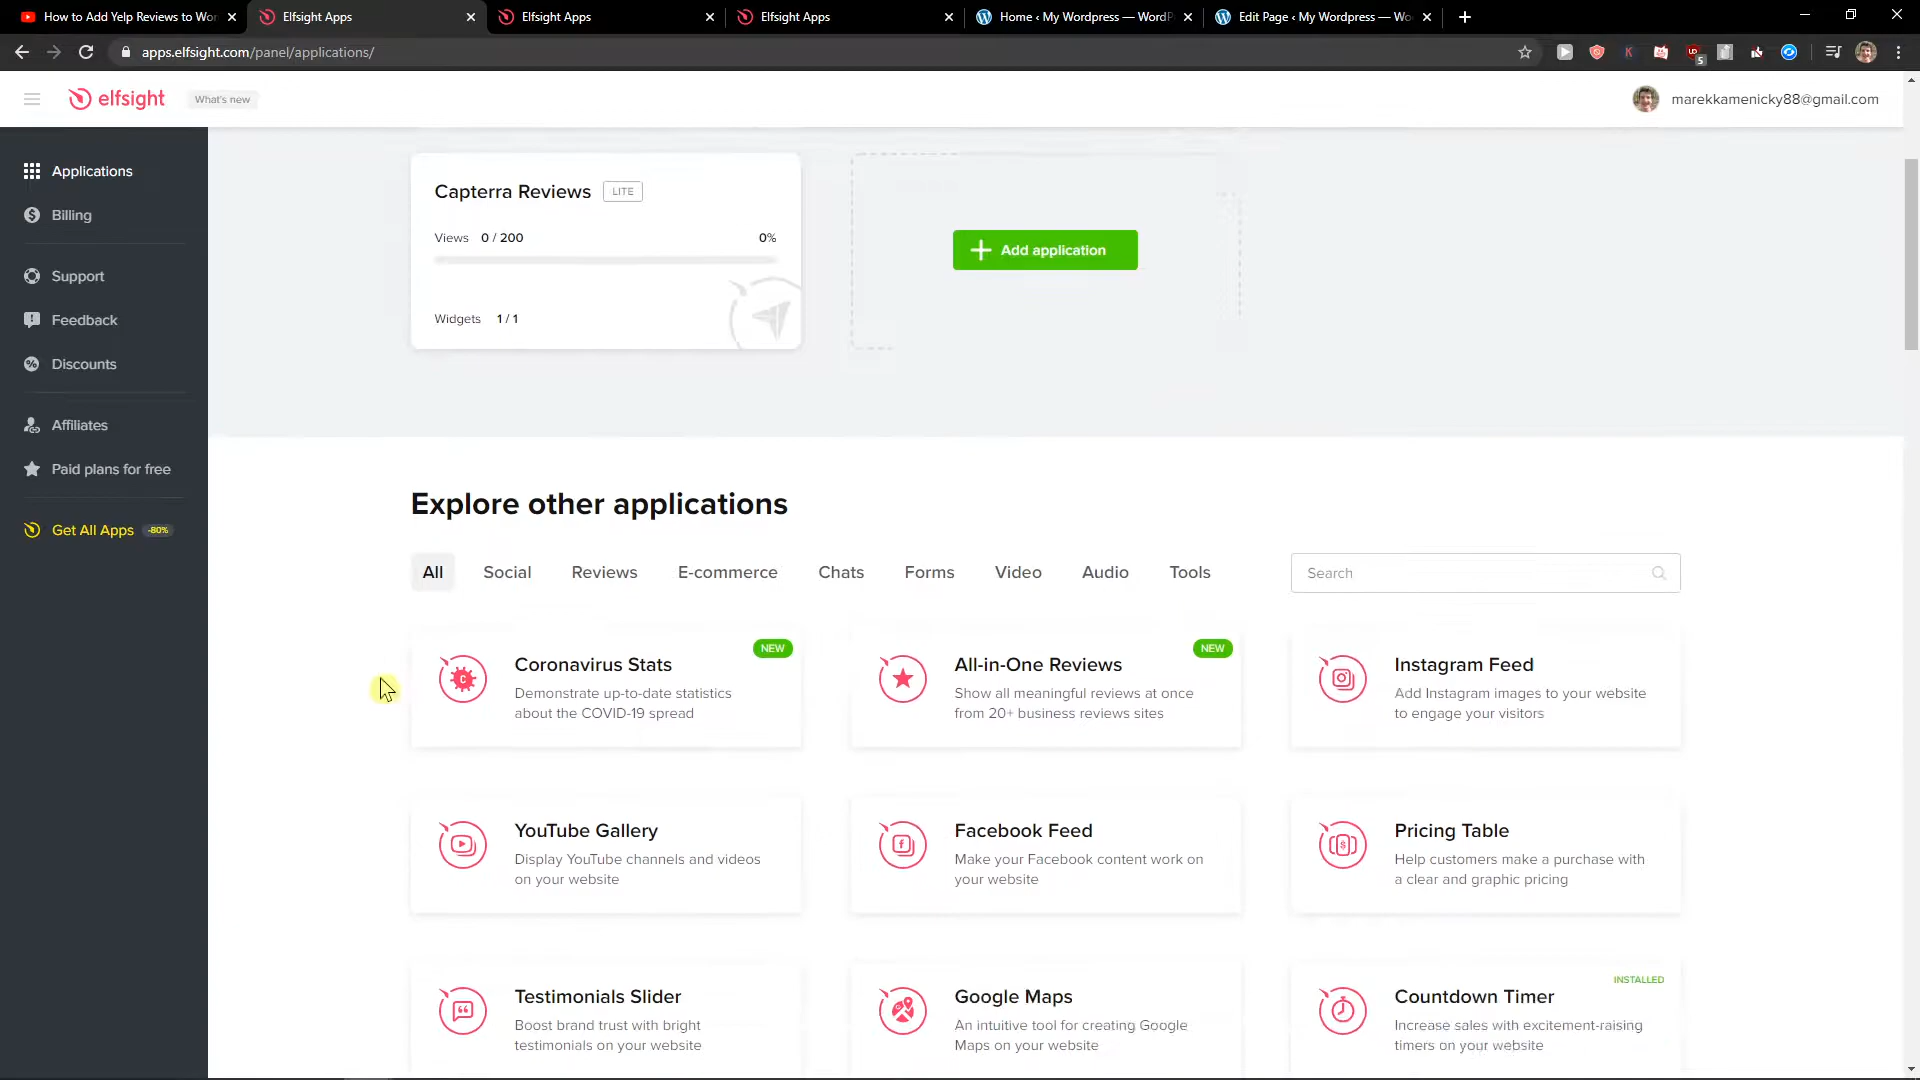 How to Add Yelp Reviews to Wor
Elfsight Apps
Elfsight Apps
Elfsight Apps
Home ‹ My Wordpress — WordP
Edit Page ‹ My Wordpress — Wo
apps.elfsight.com/panel/applications/
5
elfsight
What's new
marekkamenicky88@gmail.com
Applications
Billing
Support
Feedback
Discounts
Affiliates
Paid plans for free
Get All Apps -80%
Capterra Reviews LITE
Views 0 / 200 0%
Widgets 1 / 1
Add application
Explore other applications
All Social Reviews E-commerce Chats Forms Video Audio Tools Search
Coronavirus Stats NEW
Demonstrate up-to-date statistics
about the COVID-19 spread
All-in-One Reviews NEW
Show all meaningful reviews at once
from 20+ business reviews sites
Instagram Feed
Add Instagram images to your website
to engage your visitors
YouTube Gallery
Display YouTube channels and videos
on your website
Facebook Feed
Make your Facebook content work on
your website
Pricing Table
Help customers make a purchase with
a clear and graphic pricing
Testimonials Slider
Boost brand trust with bright
testimonials on your website
Google Maps
An intuitive tool for creating Google
Maps on your website
INSTALLED
Countdown Timer
Increase sales with excitement-raising
timers on your website